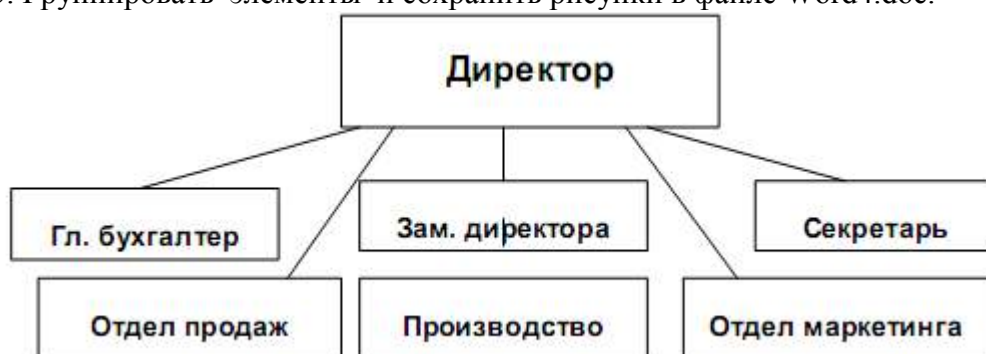 Группировать элементы и сохранить рисунки в файле Word4.doc.
Директор
Гл. бухгалтер
Зам. директора
Секретарь
Отдел продаж
Производство
Отдел маркетинга